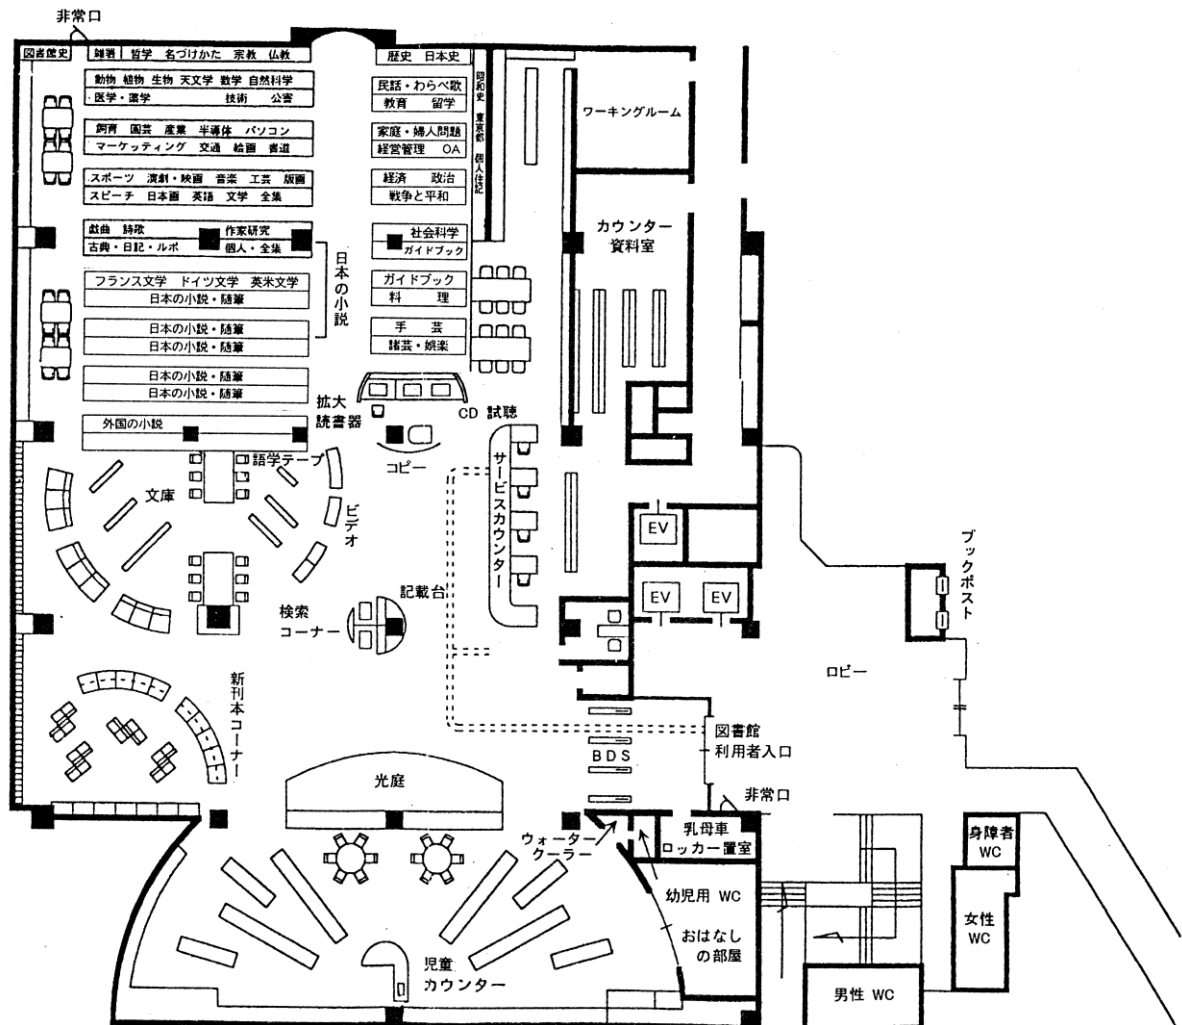 非常口
図書館史
雑著 哲学 名づけかた 宗教 仏教
歴史 日本史
動物 植物 生物 天文学 数学 自然科学
医学・薬学 技術 公害
民話・わらべ歌
教育 留学
昭和史 東京都 個人住記
ワーキングルーム
飼育 園芸 産業 半導体 パソコン
マーケッティング 交通 絵画 書道
家庭・婦人問題
経営管理 OA
スポーツ 演劇・映画 音楽 工芸 版画
スピーチ 日本画 英語 文学 全集
経済 政治
戦争と平和
カウンター
資料室
戯曲 詩歌 作家研究
古典・日記・ルポ 個人・全集
社会科学
ガイドブック
日本の小説
フランス文学 ドイツ文学 英米文学
日本の小説・随筆
ガイドブック
料理
日本の小説・随筆
日本の小説・随筆
手芸
諸芸・娯楽
日本の小説・随筆
日本の小説・随筆
外国の小説
拡大
読書器
CD 試聴
コピー
サービスカウンター
語学テープ
文庫
ビデオ
EV
EV
EV
ブックポスト
記載台
検索
コーナー
ロビー
新刊本コーナー
図書館
利用者入口
BDS
光庭
非常口
ウォーター
クーラー
乳母車
ロッカー置室
身障者
WC
幼児用 WC
おはなし
の部屋
女性
WC
児童
カウンター
男性 WC